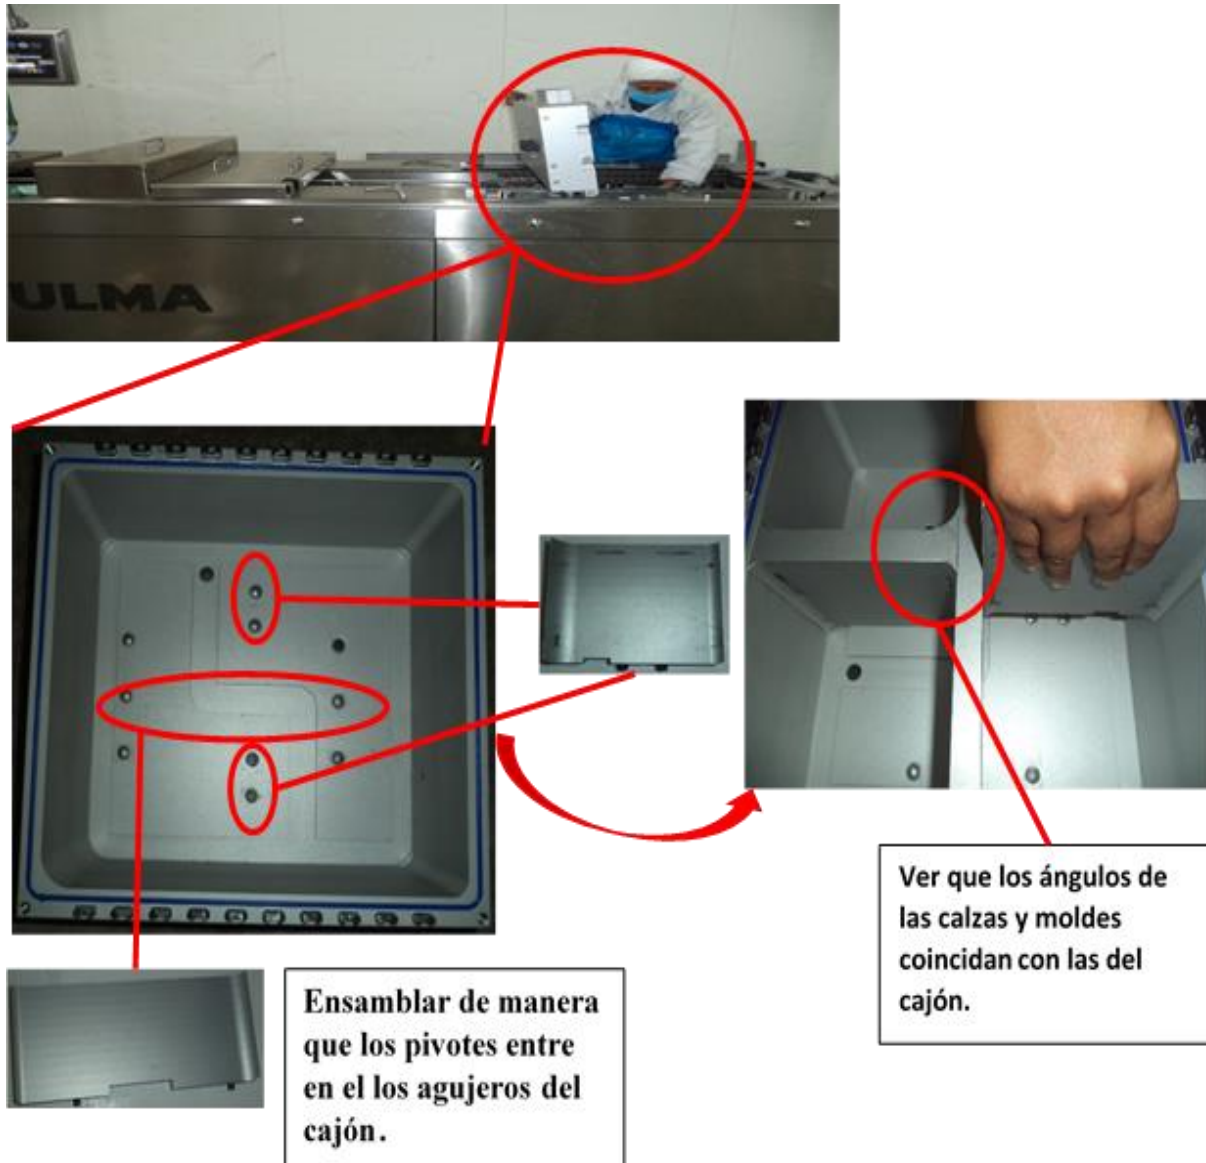 ULMA
Ver que los ángulos de
las calzas y moldes
coincidan con las del
cajón.
Ensamblar de manera
que los pivotes entre
en el los agujeros del
cajón.